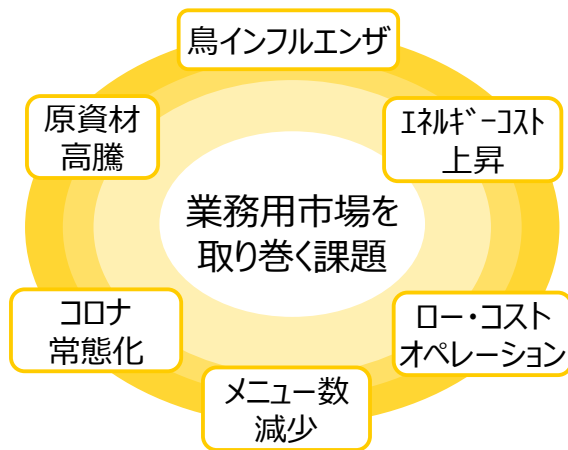 鳥インフルエンザ
原資材
高騰
ｴﾈﾙｷﾞｰｺｽﾄ
上昇
業務用市場を
取り巻く課題
コロナ
常態化
ロー・コスト
オペレーション
メニュー数
減少